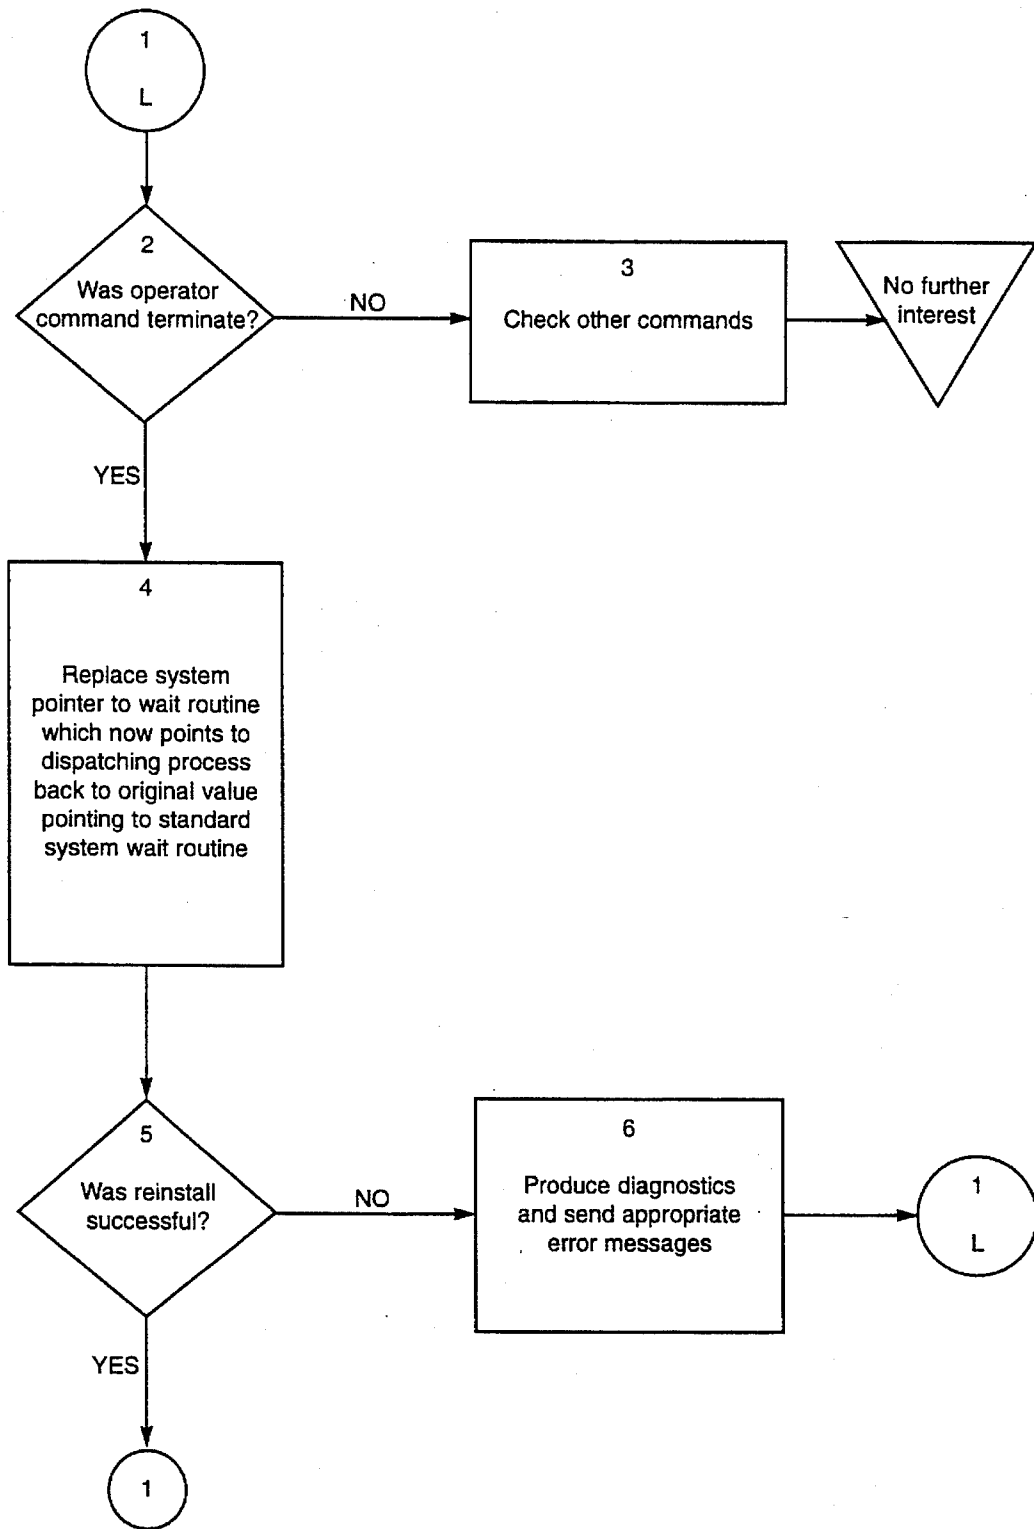 1
L
2
Was operator
command terminate?
NO
3
Check other commands
No further
interest
YES
4
Replace system
pointer to wait routine
which now points to
dispatching process
back to original value
pointing to standard
system wait routine
5
Was reinstall
successful?
NO
6
Produce diagnostics
and send appropriate
error messages
1
L
YES
1